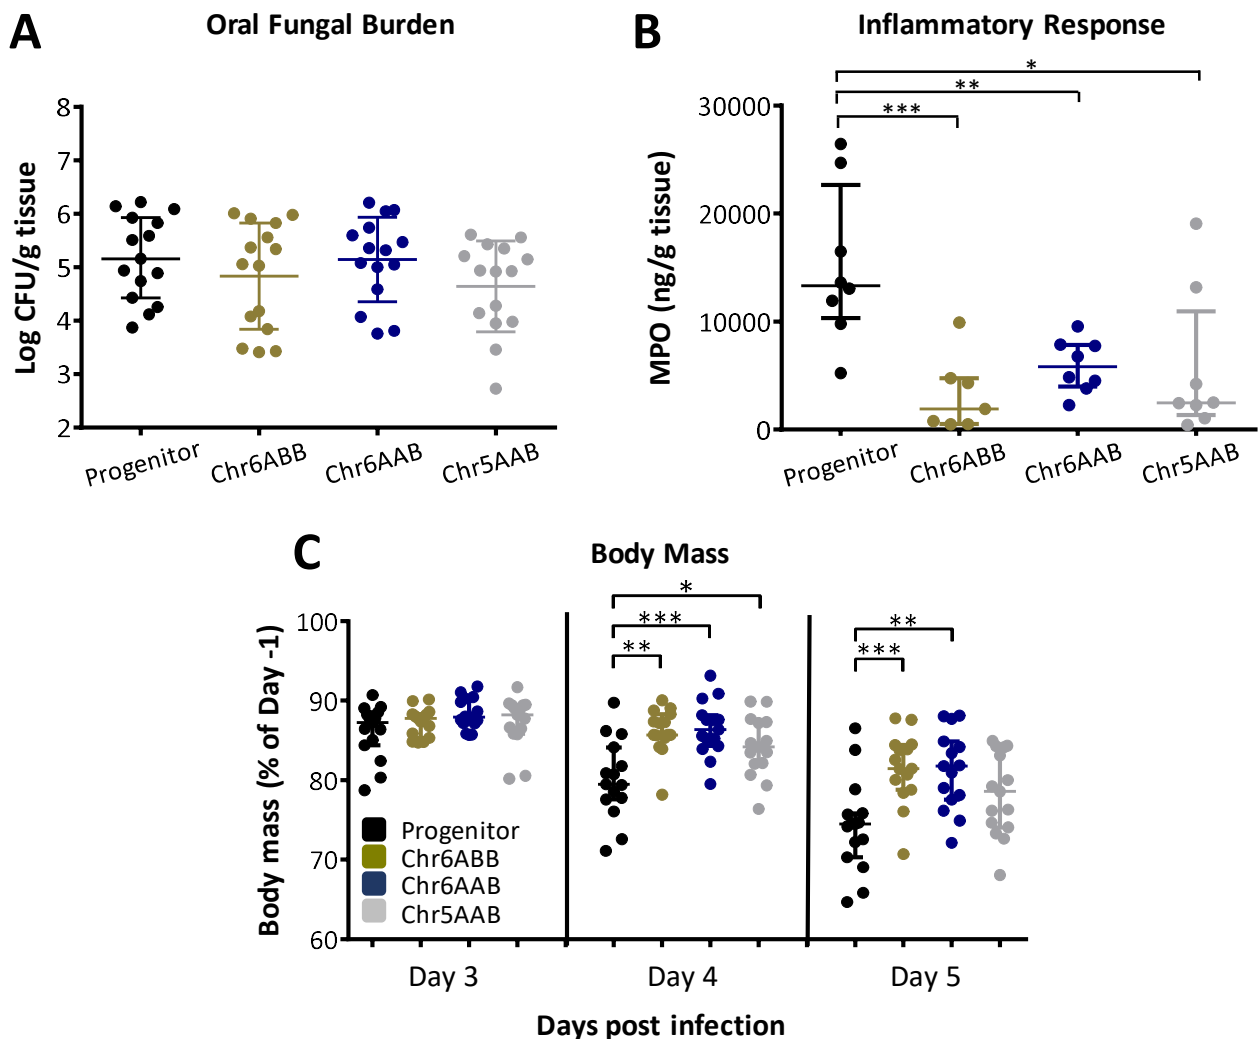 A
Oral Fungal Burden
Log CFU/g tissue
8
7
6
5
4
3
2
Progenitor
Chr6ABB
Chr6AAB
Chr5AAB
B
Inflammatory Response
MPO (ng/g tissue)
*
**
***
30000
20000
10000
0
Progenitor
Chr6ABB
Chr6AAB
Chr5AAB
C
Body Mass
Body mass (% of Day -1)
*
***
**
**
***
100
90
80
70
60
Progenitor
Chr6ABB
Chr6AAB
Chr5AAB
Day 3
Day 4
Day 5
Days post infection